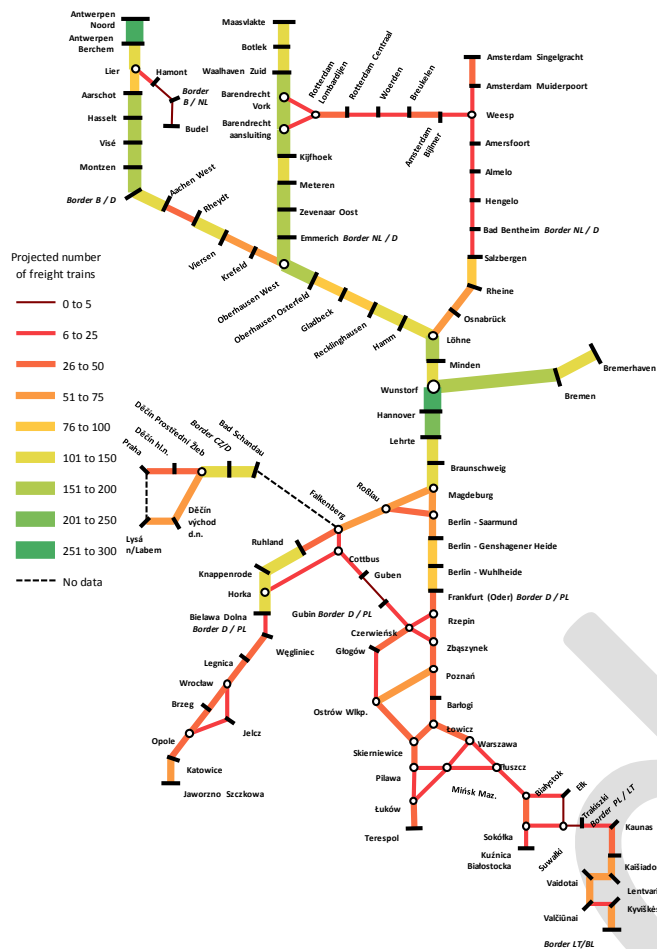 Antwerpen
Noord
Antwerpen
Berchem
Lier
Hamont
Border
B / NL
Budel
Aarschot
Hasselt
Visé
Montzen
Border B / D
Aachen West
Rheydt
Viersen
Krefeld
Oberhausen West
Oberhausen Osterfeld
Gladbeck
Recklinghausen
Hamm
Maasvlakte
Botlek
Waalhaven Zuid
Barendrecht
Vork
Barendrecht
aansluiting
Kijfhoek
Meteren
Zevenaar Oost
Emmerich Border NL / D
Rotterdam
Lombardijen
Rotterdam Centraal
Woerden
Breukelen
Amsterdam
Bijlmer
Amsterdam Singelgracht
Amsterdam Muiderpoort
Weesp
Amersfoort
Almelo
Hengelo
Bad Bentheim Border NL / D
Salzbergen
Rheine
Osnabrück
Löhne
Minden
Wunstorf
Bremen
Bremerhaven
Hannover
Lehrte
Braunschweig
Magdeburg
Berlin - Saarmund
Berlin - Genshagener Heide
Berlin - Wuhlheide
Frankfurt (Oder) Border D / PL
Rzepin
Zbąszynek
Poznań
Barłogi
Łowicz
Warszawa
Tłuszcz
Projected number
of freight trains
0 to 5
6 to 25
26 to 50
51 to 75
76 to 100
101 to 150
151 to 200
201 to 250
251 to 300
No data
Praha
Děčín hl.n.
Děčín Prostřední Žleb
Border CZ/D
Bad Schandau
Lysá
n/Labem
Děčín
východ
d.n.
Falkenberg
Roßlau
Ruhland
Cottbus
Knappenrode
Guben
Horka
Gubin Border D / PL
Bielawa Dolna
Border D / PL
Węgliniec
Czerwieńsk
Głogów
Legnica
Wrocław
Brzeg
Jelcz
Opole
Katowice
Jaworzno Szczkowa
Ostrów Wlkp.
Skierniewice
Pilawa
Mińsk Maz.
Łuków
Terespol
Białystok
Ełk
Trakiszki
Border PL / LT
Sokółka
Kuźnica
Białostocka
Suwałki
Kaunas
Kaišiado
Vaidotai
Lentvari
Valčiūnai
Kyviškės
Border LT/BL